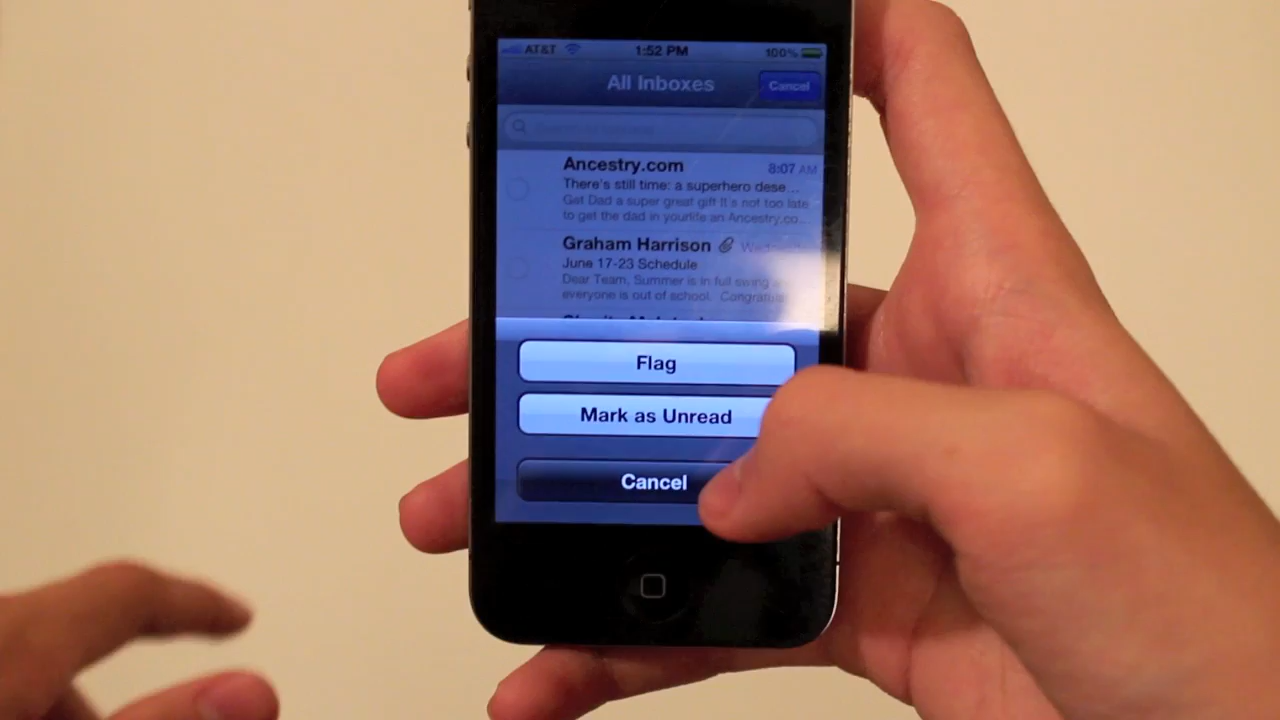 AT&T 1:52 PM 100%
All Inboxes Cancel
Ancestry.com 8:07 AM
There's still time: a superhero dese...
Get Dad a super great gift It's not too late
to get the dad in yourlife an Ancestry.co...
Graham Harrison
June 17-23 Schedule
Dear Team, Summer is in full swing
everyone is out of school. Congratula
Flag
Mark as Unread
Cancel